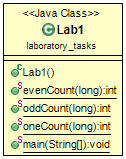 <<Java Class>>
Lab1
laboratory_tasks
Lab1()
evenCount(long):int
oddCount(long):int
oneCount(long):int
main(String[]):void